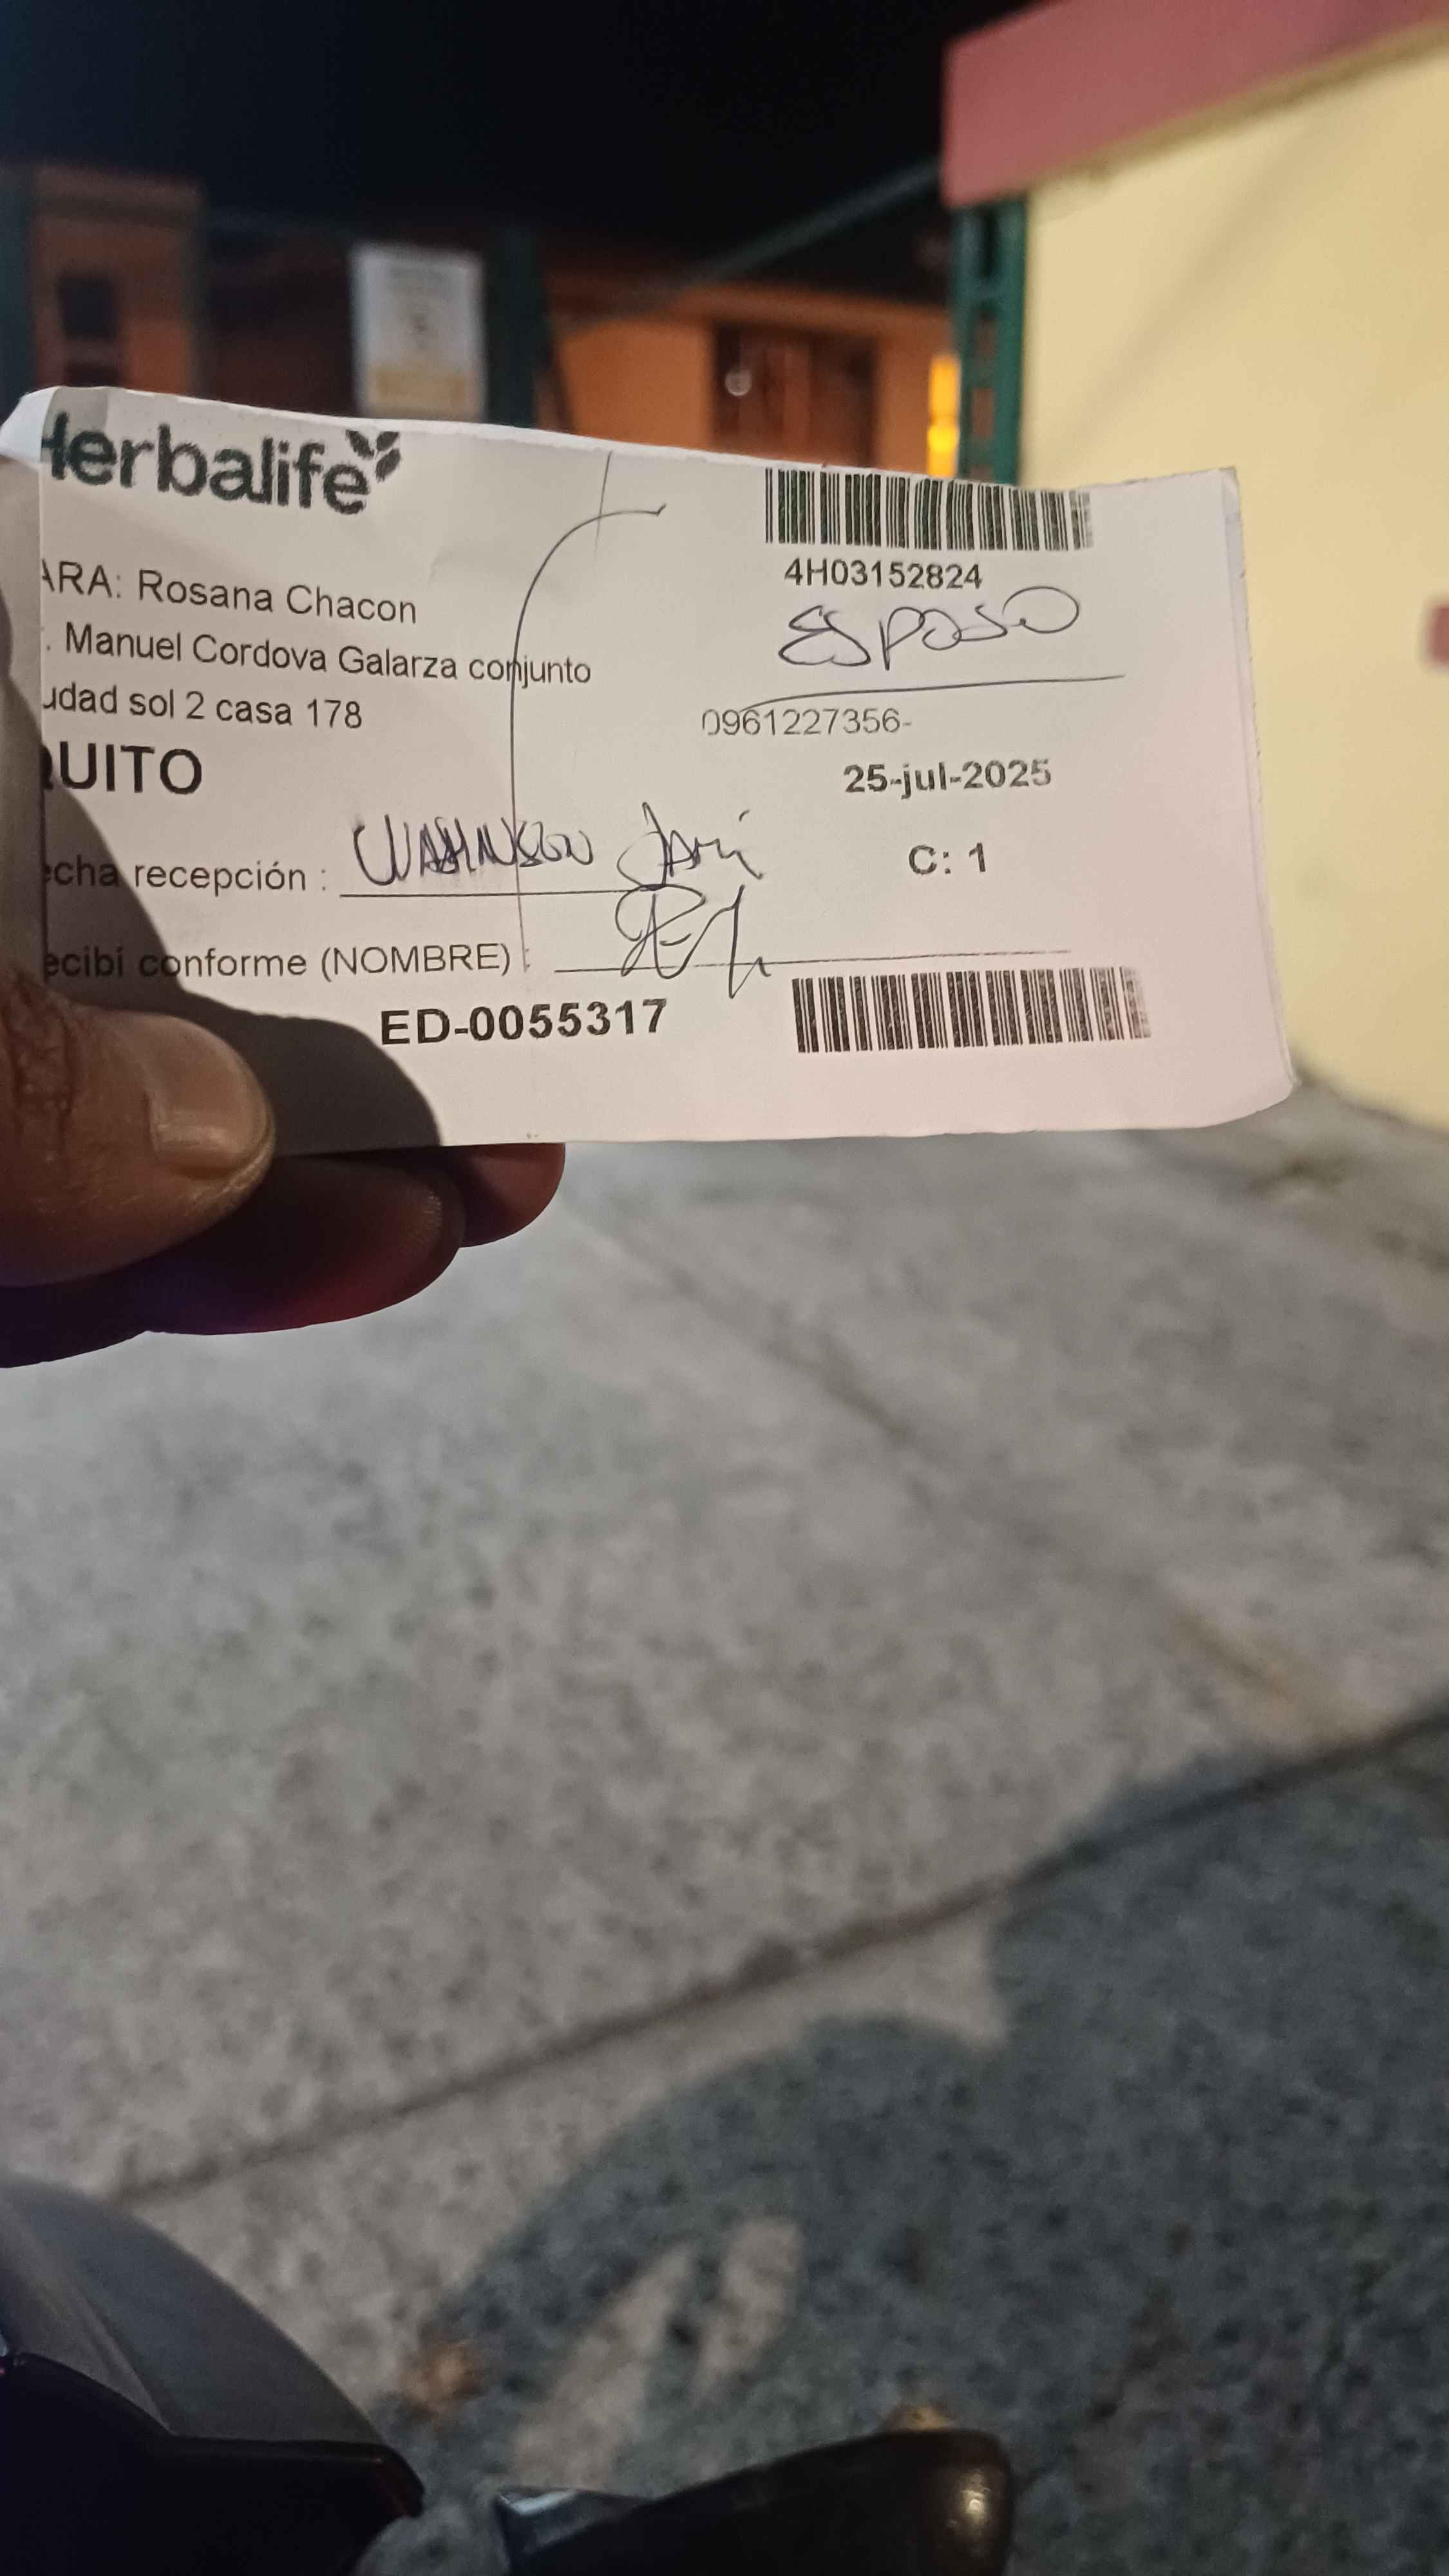 Herbalife
4H03152824
ARA: Rosana Chacon
ESPOSO
. Manuel Cordova Galarza conjunto
udad sol 2 casa 178
0961227356-
QUITO
25-jul-2025
echa recepción :
C: 1
ecibí conforme (NOMBRE) :
ED-0055317